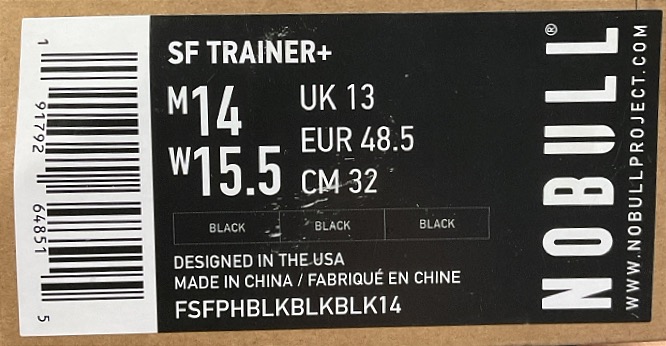 SF TRAINER+
M14
W15.5
UK 13
EUR 48.5
CM 32
BLACK BLACK BLACK
DESIGNED IN THE USA
MADE IN CHINA / FABRIQUÉ EN CHINE
FSFPHBLKBLKBLK14
NOBULL®
WWW.NOBULLPROJECT.COM
1 91792 64851 5